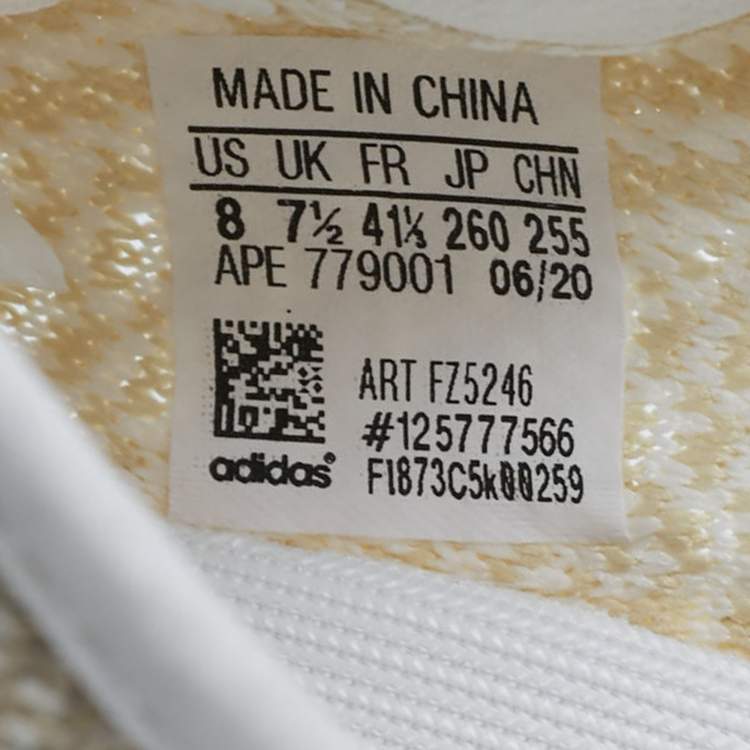 MADE IN CHINA
US UK FR JP CHN
8 7½ 41⅓ 260 255
APE 779001 06/20
ART FZ5246
#125777566
adidas®
FI873C5k00259